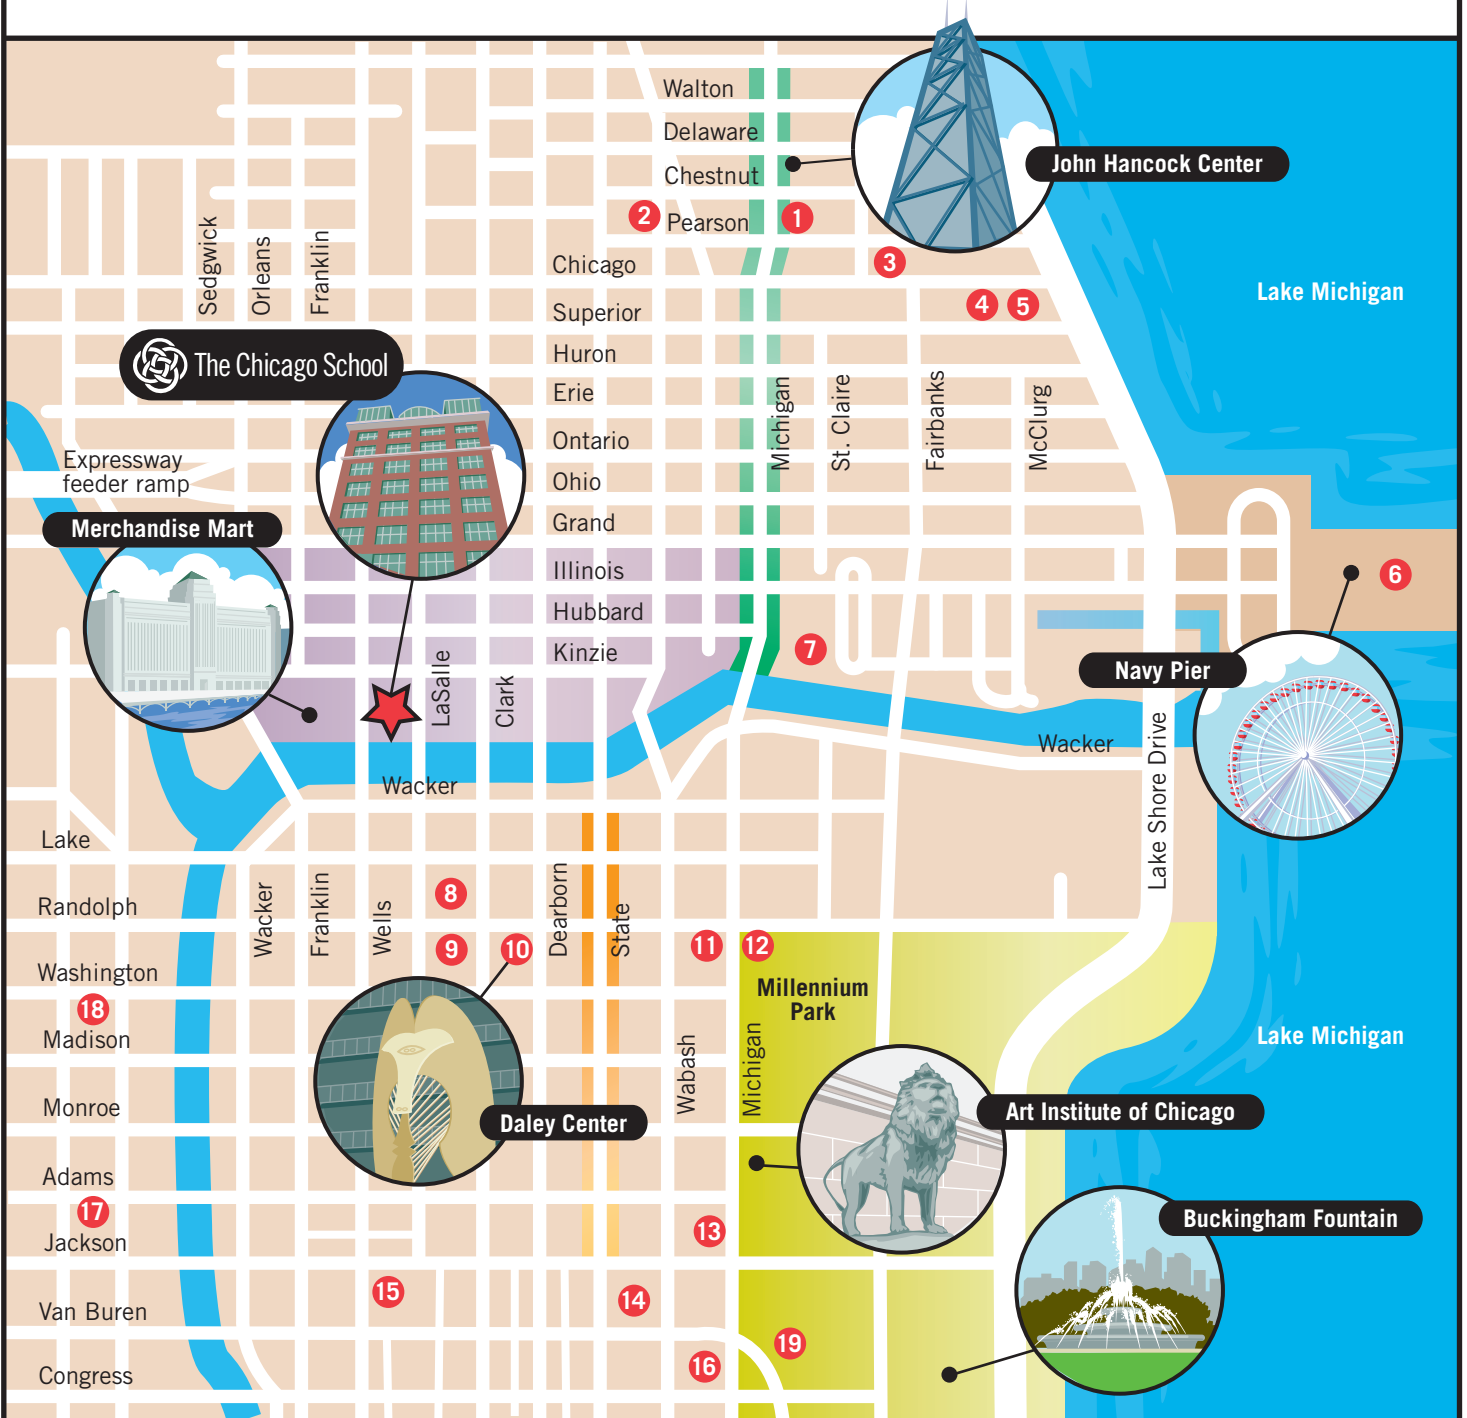 Walton
Delaware
Chestnut
John Hancock Center
2
Pearson
1
Sedgwick
Orleans
Franklin
Chicago
3
Superior
4
5
Lake Michigan
The Chicago School
Huron
Erie
Michigan
St. Claire
Fairbanks
McClurg
Ontario
Expressway
feeder ramp
Ohio
Grand
Merchandise Mart
Illinois
6
Hubbard
Kinzie
7
LaSalle
Clark
Navy Pier
Wacker
Lake Shore Drive
Wacker
Lake
Randolph
Wacker
Franklin
Wells
8
Dearborn
State
9
10
11
12
Washington
Millennium
Park
18
Madison
Lake Michigan
Wabash
Michigan
Monroe
Daley Center
Art Institute of Chicago
Adams
17
Jackson
13
Buckingham Fountain
15
14
Van Buren
19
16
Congress